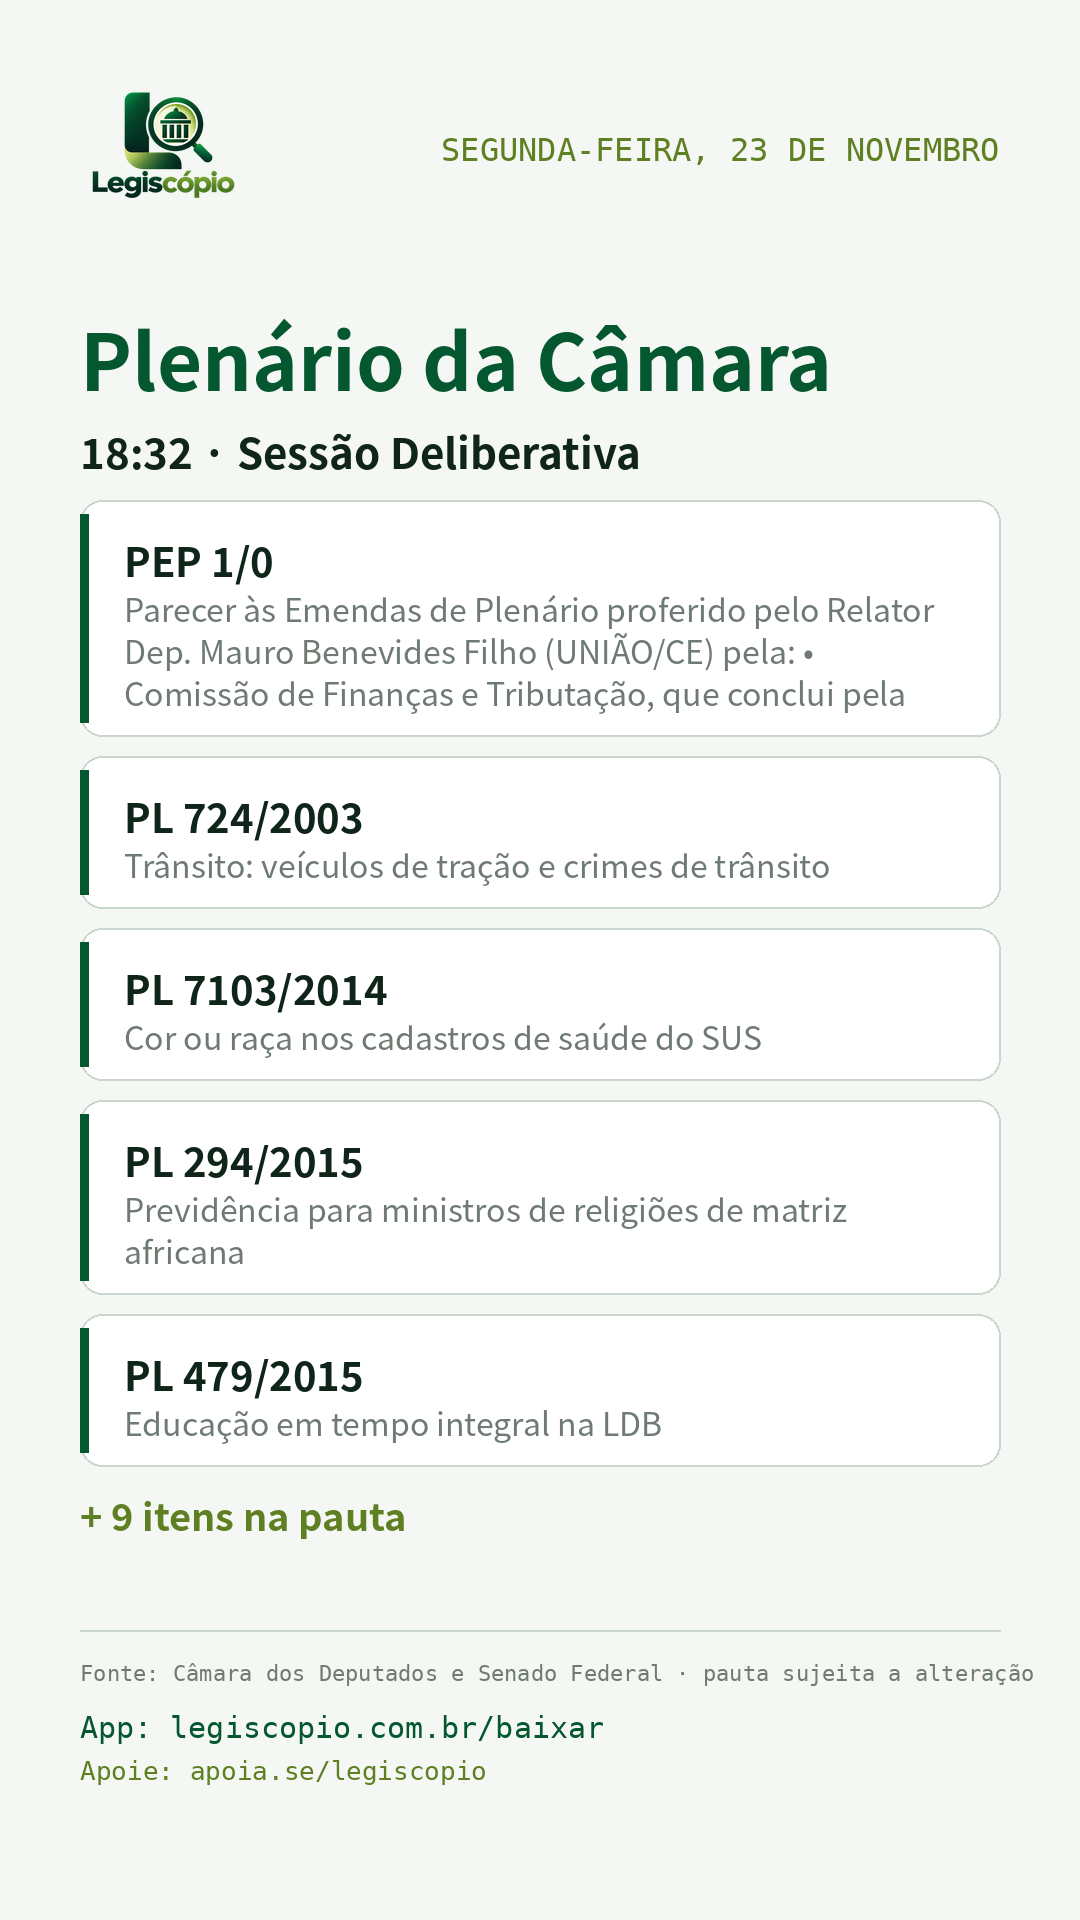 Legiscópio
SEGUNDA-FEIRA, 23 DE NOVEMBRO
Plenário da Câmara
18:32 · Sessão Deliberativa
PEP 1/0
Parecer às Emendas de Plenário proferido pelo Relator
Dep. Mauro Benevides Filho (UNIÃO/CE) pela: •
Comissão de Finanças e Tributação, que conclui pela
PL 724/2003
Trânsito: veículos de tração e crimes de trânsito
PL 7103/2014
Cor ou raça nos cadastros de saúde do SUS
PL 294/2015
Previdência para ministros de religiões de matriz
africana
PL 479/2015
Educação em tempo integral na LDB
+ 9 itens na pauta
Fonte: Câmara dos Deputados e Senado Federal · pauta sujeita a alteração
App: legiscopio.com.br/baixar
Apoie: apoia.se/legiscopio